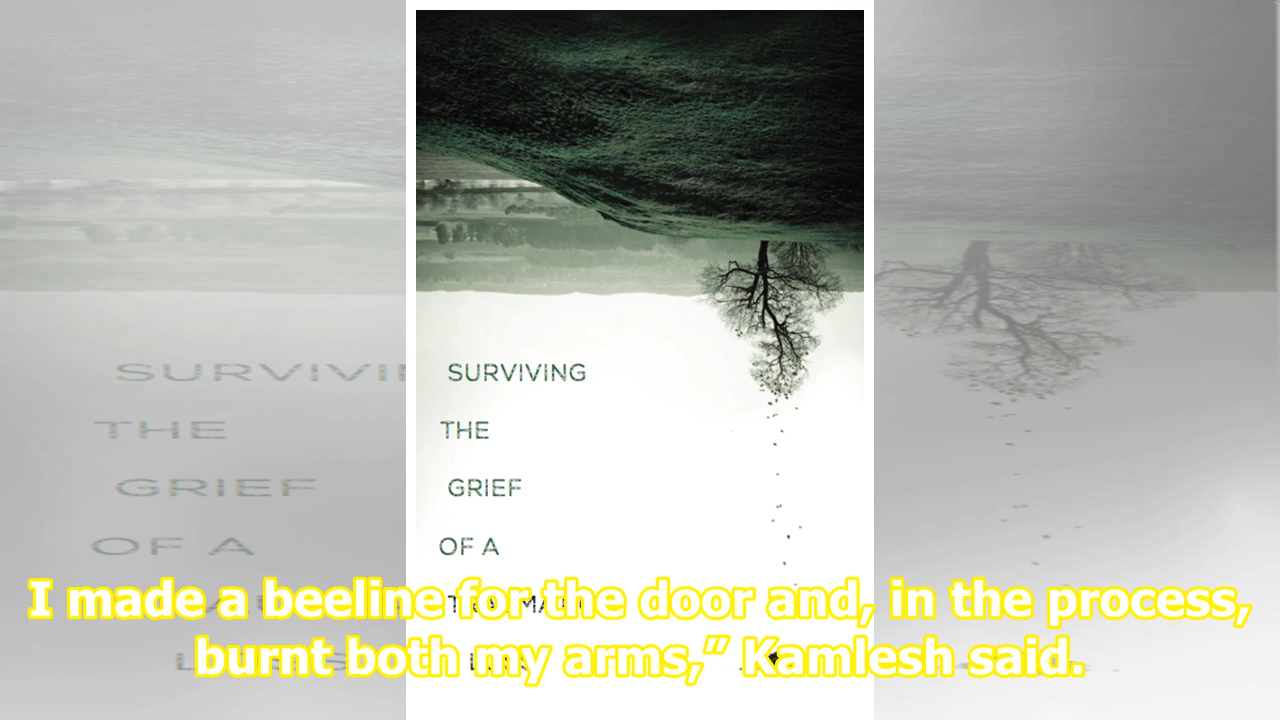 SURVIVING
THE
GRIEF
OF A
I made a beeline for the door and, in the process,
burnt both my arms,” Kamlesh said.